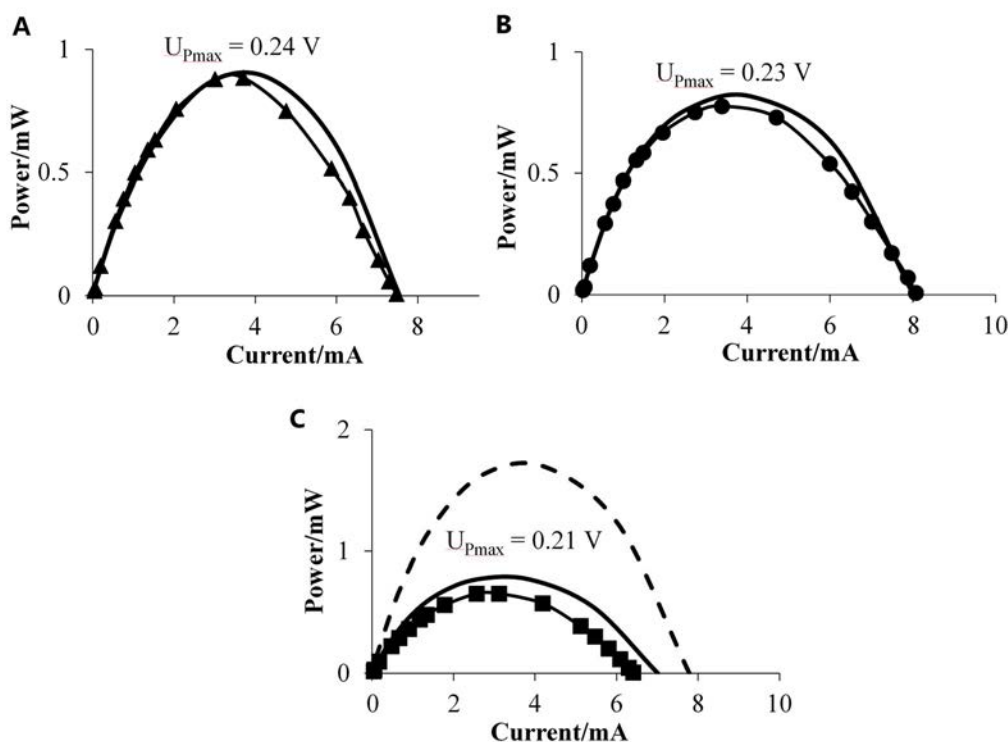 A
U_Pmax = 0.24 V
Power/mW
1
0.5
0
0 2 4 6 8
Current/mA
B
U_Pmax = 0.23 V
Power/mW
1
0.5
0
0 2 4 6 8 10
Current/mA
C
U_Pmax = 0.21 V
Power/mW
2
1
0
0 2 4 6 8 10
Current/mA